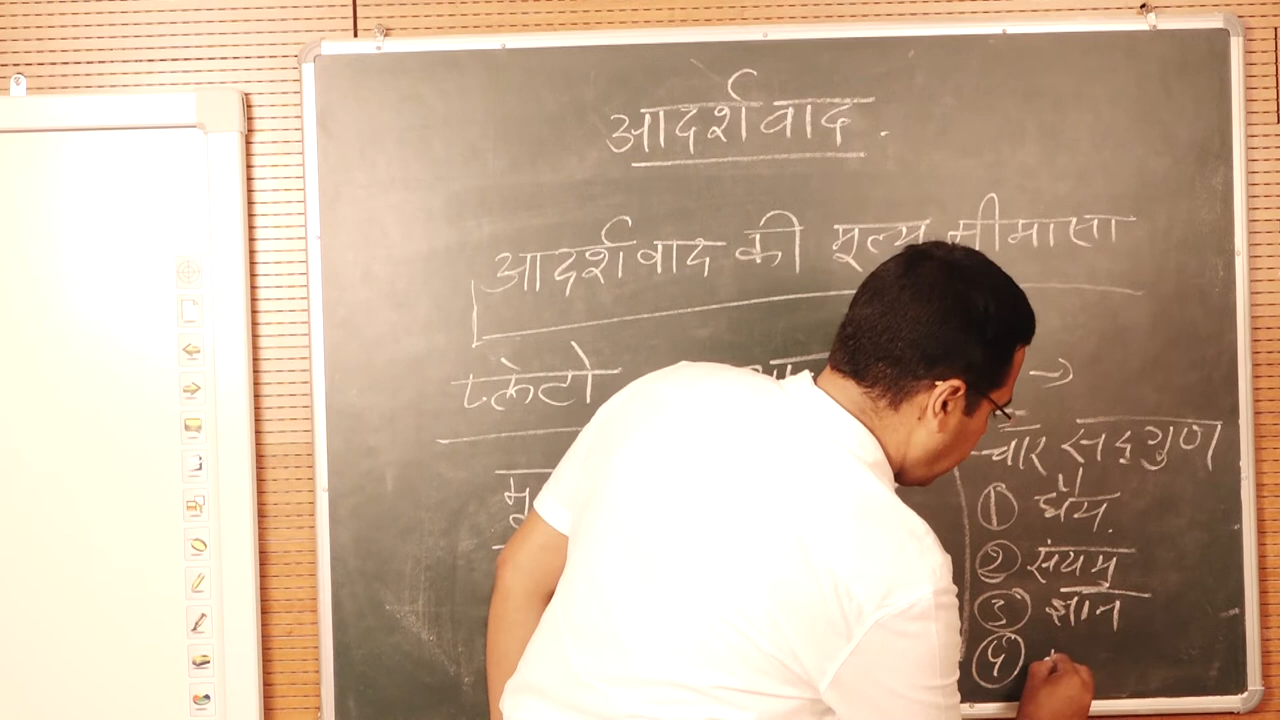 आदर्शवाद.
आदर्शवाद की मूल्य मीमासा
प्लेटो
चार सद्गुण
① धैर्य.
② संयम
③ ज्ञान
④